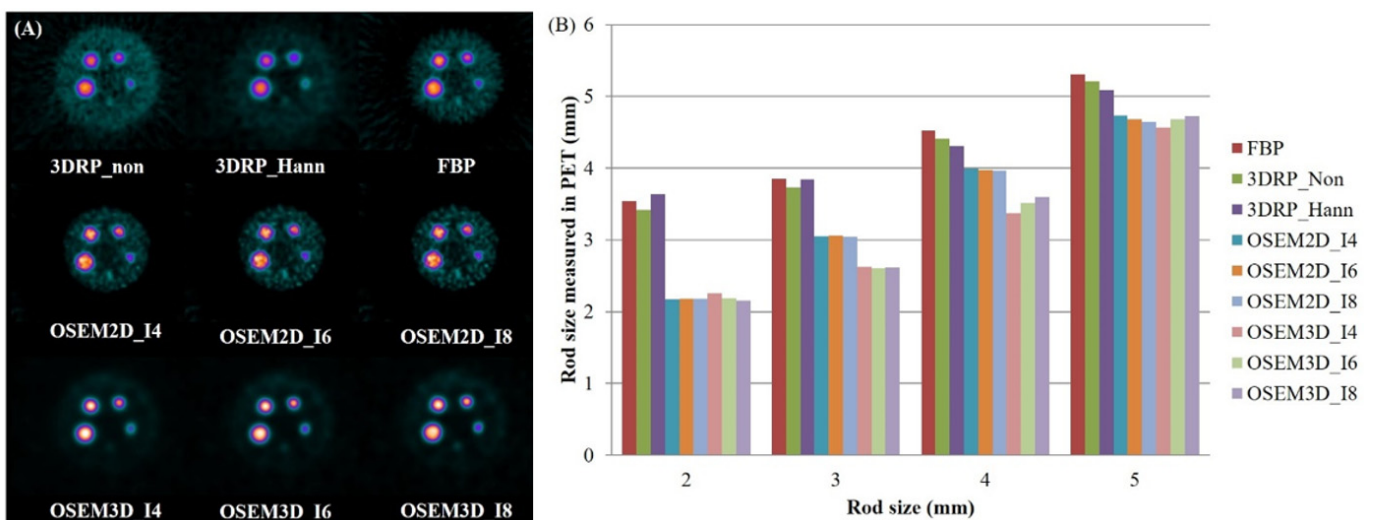 (A)
3DRP_non 3DRP_Hann FBP
OSEM2D_I4 OSEM2D_I6 OSEM2D_I8
OSEM3D_I4 OSEM3D_I6 OSEM3D_I8
(B)
Rod size measured in PET (mm)
6
5
4
3
2
1
0
2 3 4 5
Rod size (mm)
FBP
3DRP_Non
3DRP_Hann
OSEM2D_I4
OSEM2D_I6
OSEM2D_I8
OSEM3D_I4
OSEM3D_I6
OSEM3D_I8